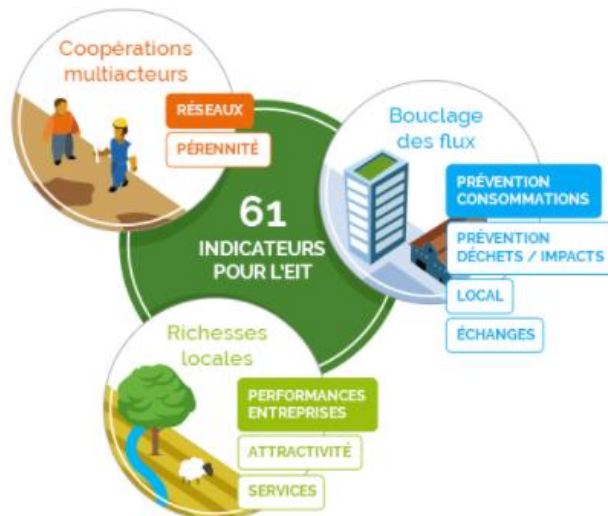 Coopérations
multiacteurs
RÉSEAUX
PÉRENNITÉ
Bouclage
des flux
PRÉVENTION
CONSOMMATIONS
PRÉVENTION
DÉCHETS / IMPACTS
LOCAL
ÉCHANGES
61
INDICATEURS
POUR L'EIT
Richesses
locales
PERFORMANCES
ENTREPRISES
ATTRACTIVITÉ
SERVICES